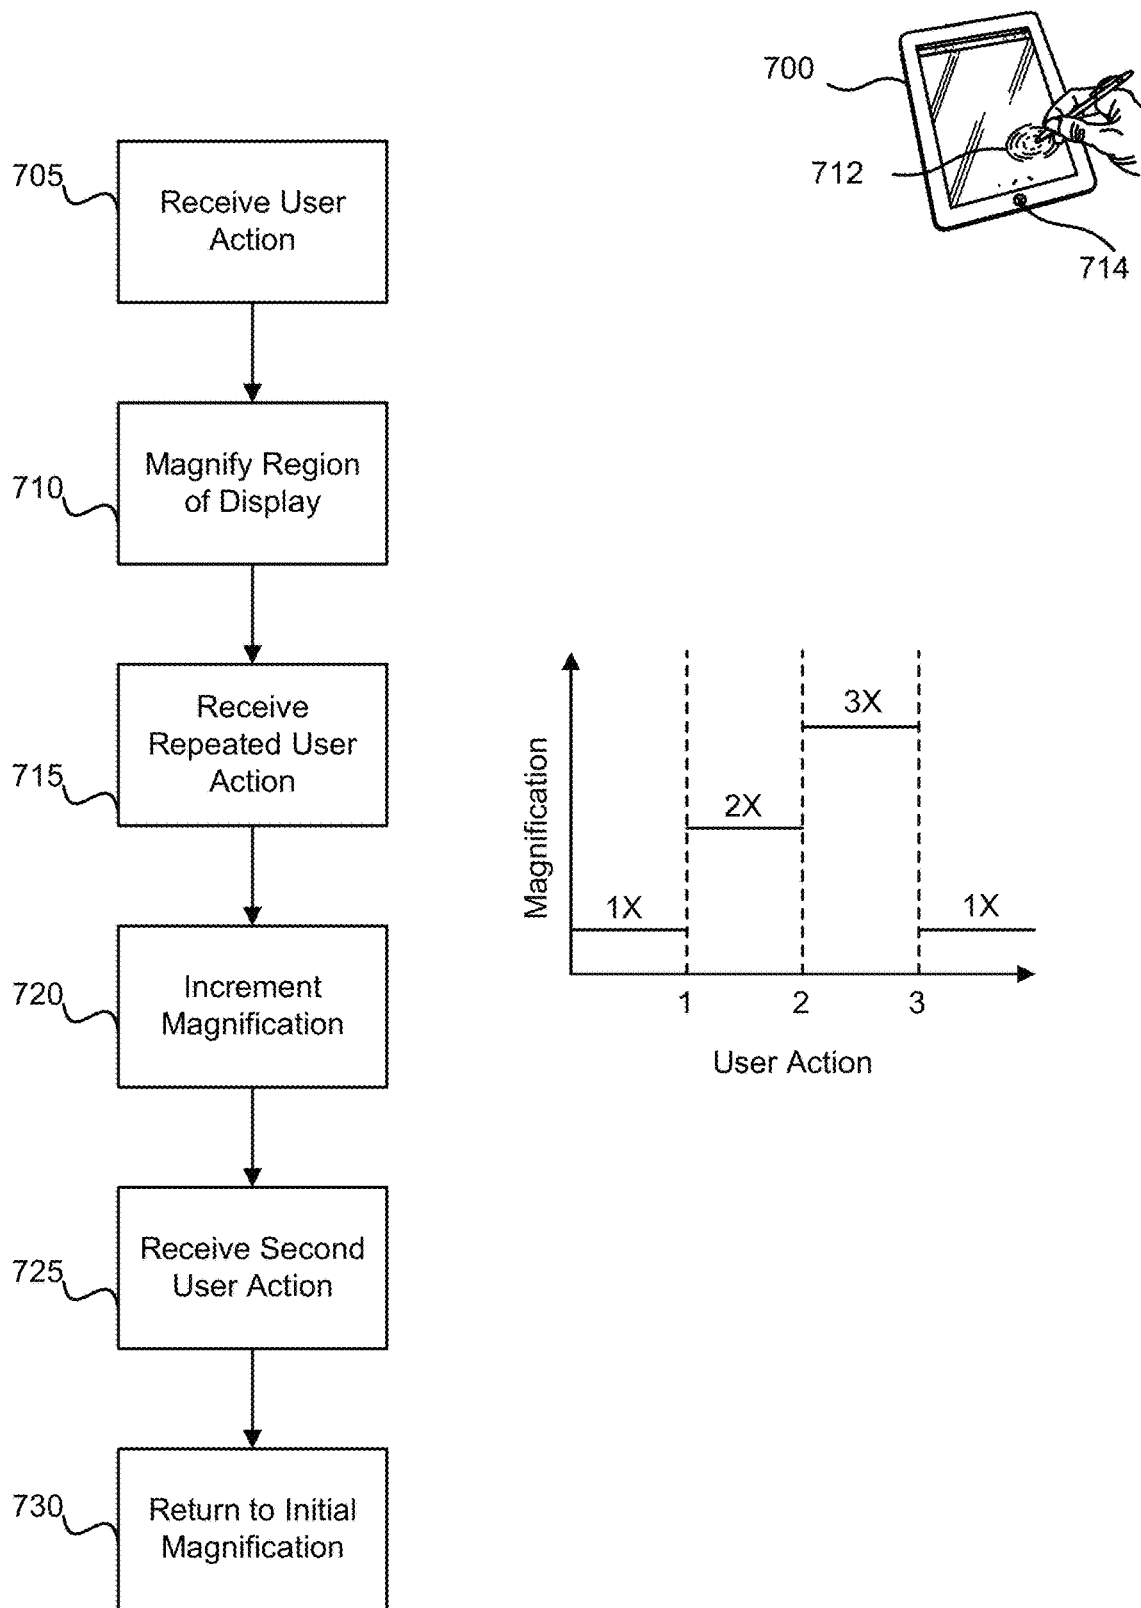 700
712
714
705
Receive User
Action
710
Magnify Region
of Display
715
Receive
Repeated User
Action
720
Increment
Magnification
725
Receive Second
User Action
730
Return to Initial
Magnification
Magnification
1X
2X
3X
1X
1
2
3
User Action